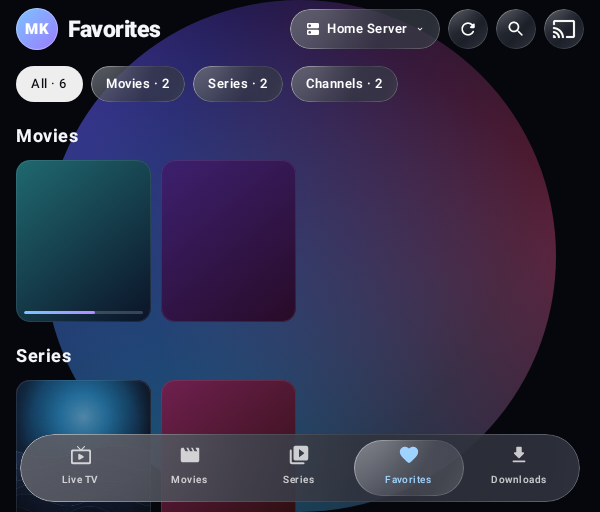 MK Favorites Home Server
All · 6 Movies · 2 Series · 2 Channels · 2
Movies
Series
Live TV Movies Series Favorites Downloads